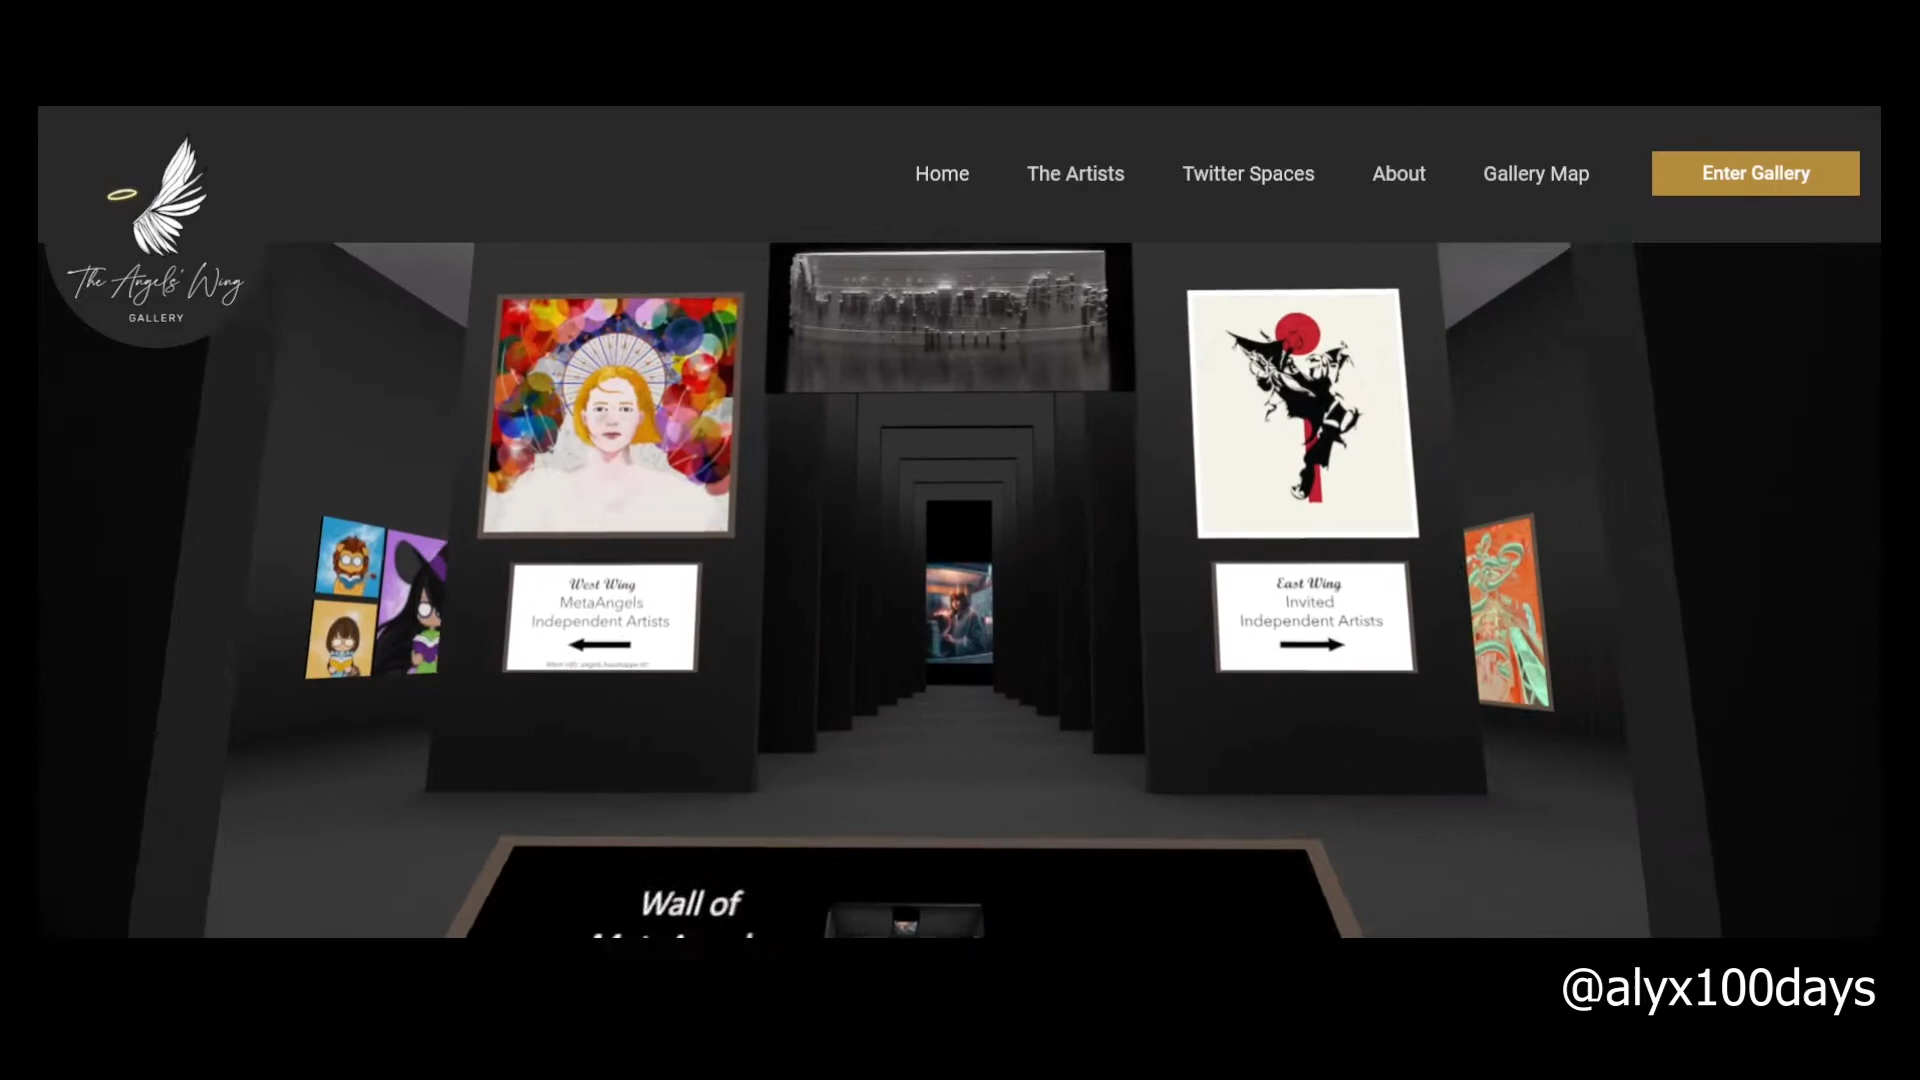 Home
The Artists
Twitter Spaces
About
Gallery Map
Enter Gallery
The Angels' Wing
GALLERY
West Wing
MetaAngels
Independent Artists
East Wing
Invited
Independent Artists
Wall of
@alyx100days